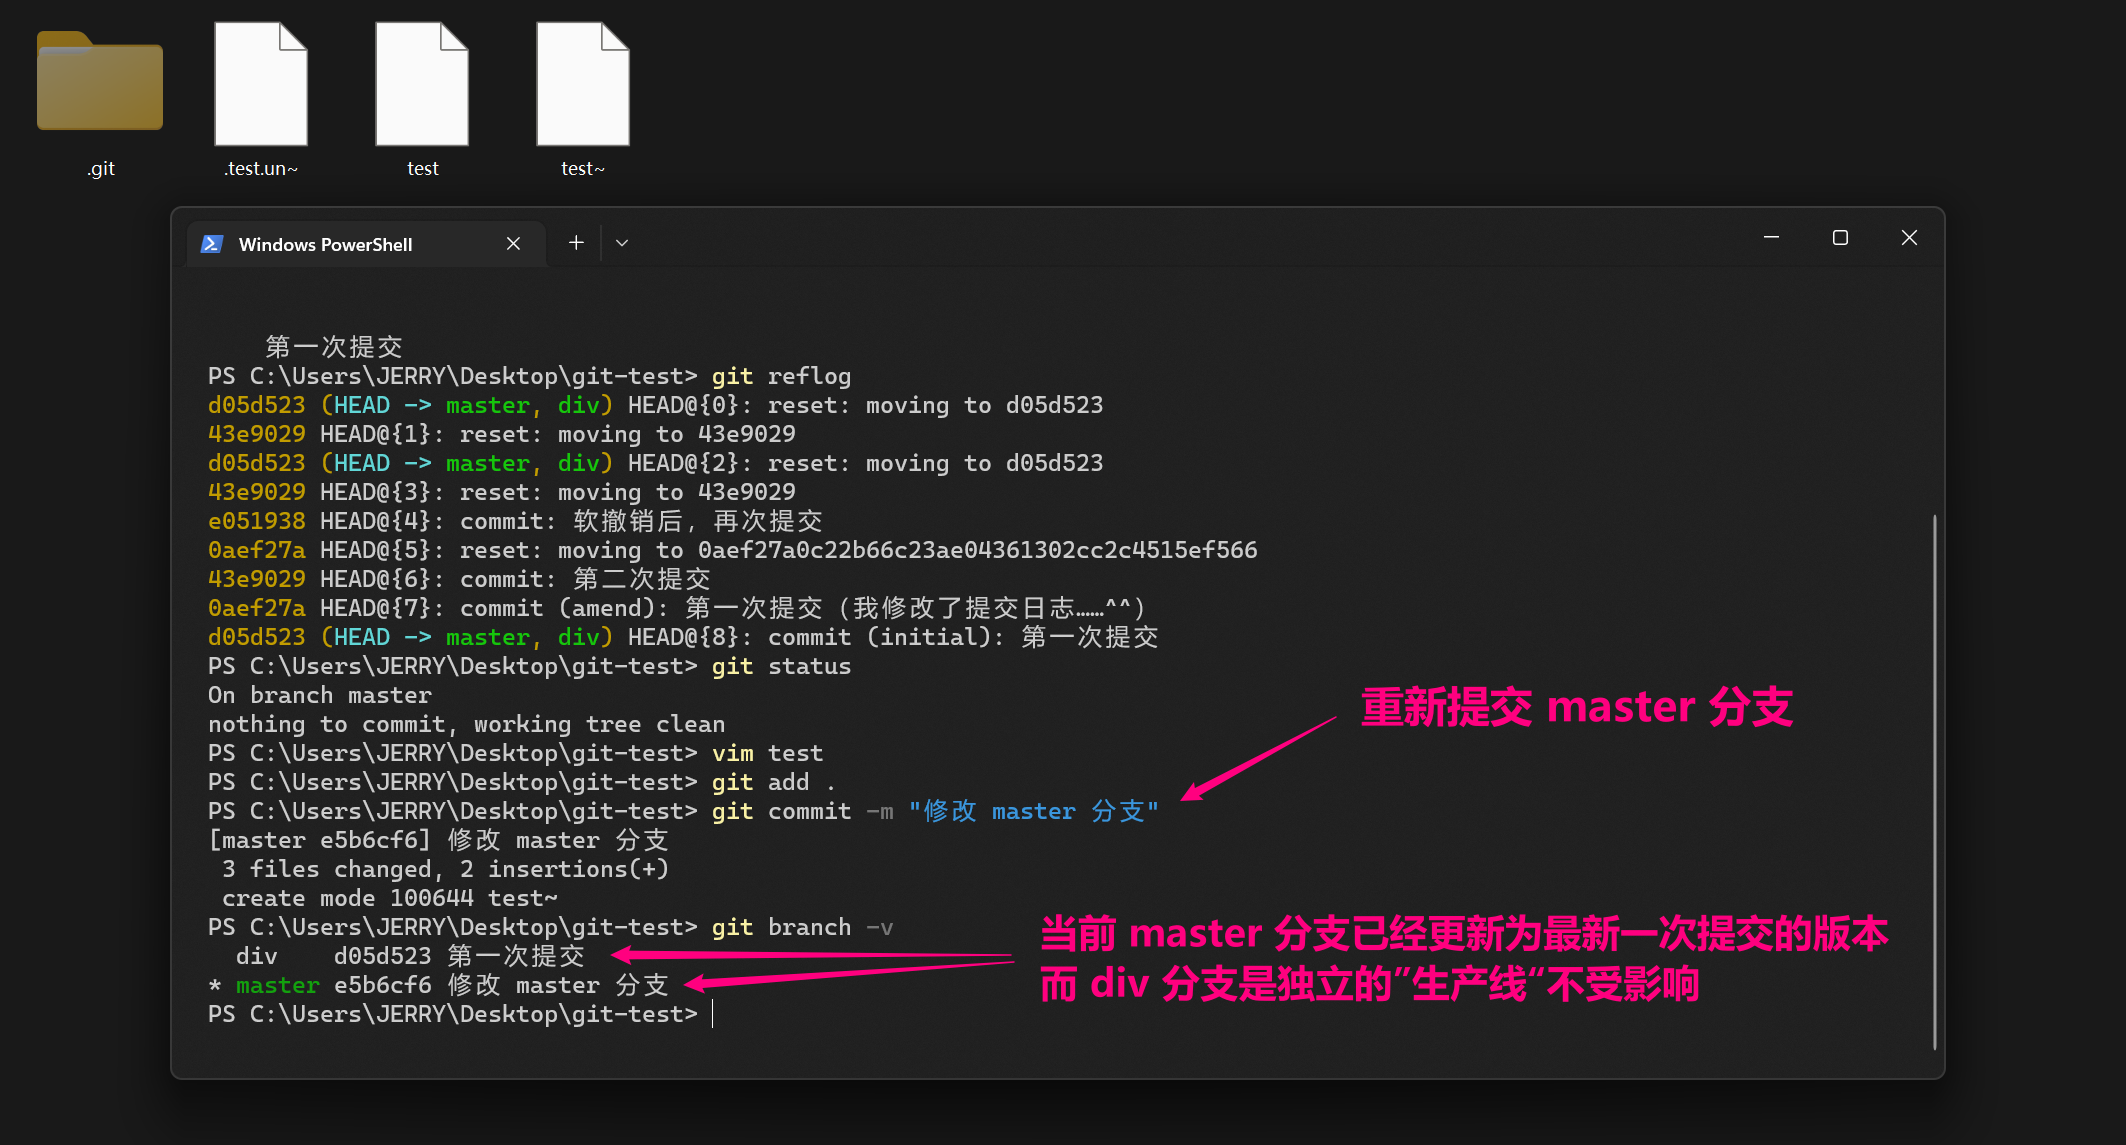 .git
.test.un~
test
test~
Windows PowerShell
第一次提交
PS C:\Users\JERRY\Desktop\git-test> git reflog
d05d523 (HEAD -> master, div) HEAD@{0}: reset: moving to d05d523
43e9029 HEAD@{1}: reset: moving to 43e9029
d05d523 (HEAD -> master, div) HEAD@{2}: reset: moving to d05d523
43e9029 HEAD@{3}: reset: moving to 43e9029
e051938 HEAD@{4}: commit: 软撤销后，再次提交
0aef27a HEAD@{5}: reset: moving to 0aef27a0c22b66c23ae04361302cc2c4515ef566
43e9029 HEAD@{6}: commit: 第二次提交
0aef27a HEAD@{7}: commit (amend): 第一次提交（我修改了提交日志……^^）
d05d523 (HEAD -> master, div) HEAD@{8}: commit (initial): 第一次提交
PS C:\Users\JERRY\Desktop\git-test> git status
On branch master
nothing to commit, working tree clean
PS C:\Users\JERRY\Desktop\git-test> vim test
PS C:\Users\JERRY\Desktop\git-test> git add .
PS C:\Users\JERRY\Desktop\git-test> git commit -m "修改 master 分支"
[master e5b6cf6] 修改 master 分支
3 files changed, 2 insertions(+)
create mode 100644 test~
PS C:\Users\JERRY\Desktop\git-test> git branch -v
div d05d523 第一次提交
* master e5b6cf6 修改 master 分支
PS C:\Users\JERRY\Desktop\git-test>
重新提交 master 分支
当前 master 分支已经更新为最新一次提交的版本
而 div 分支是独立的”生产线“不受影响